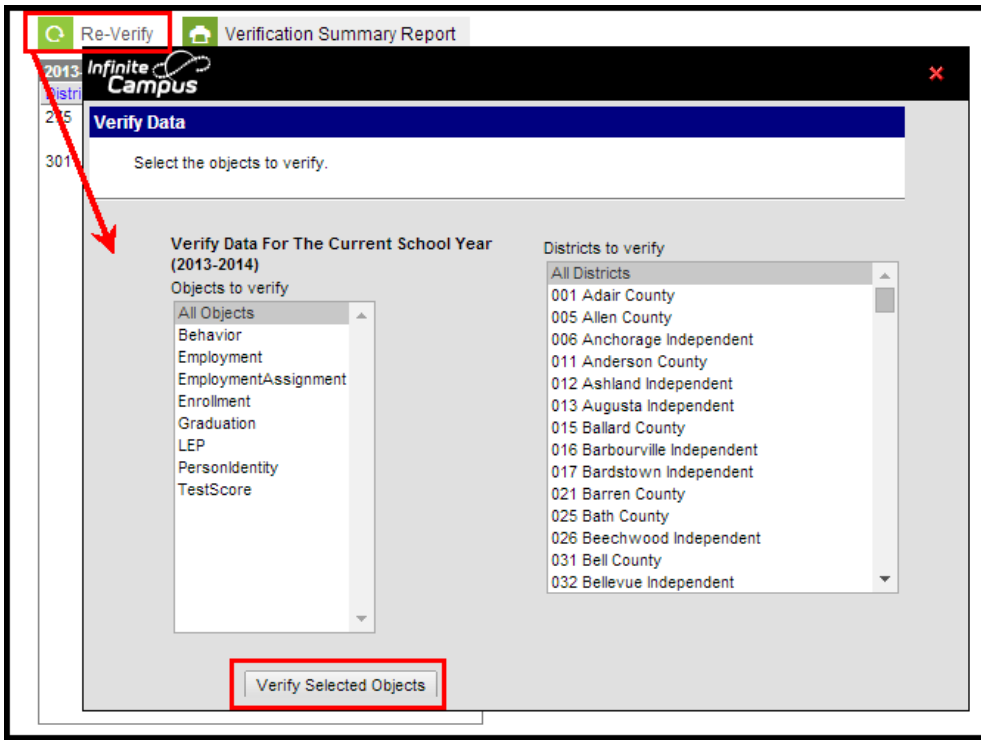 Re-Verify
Verification Summary Report
2013-
Distri
275
301
Infinite
Campus
Verify Data
Select the objects to verify.
Verify Data For The Current School Year
(2013-2014)
Objects to verify
All Objects
Behavior
Employment
EmploymentAssignment
Enrollment
Graduation
LEP
PersonIdentity
TestScore
Districts to verify
All Districts
001 Adair County
005 Allen County
006 Anchorage Independent
011 Anderson County
012 Ashland Independent
013 Augusta Independent
015 Ballard County
016 Barbourville Independent
017 Bardstown Independent
021 Barren County
025 Bath County
026 Beechwood Independent
031 Bell County
032 Bellevue Independent
Verify Selected Objects